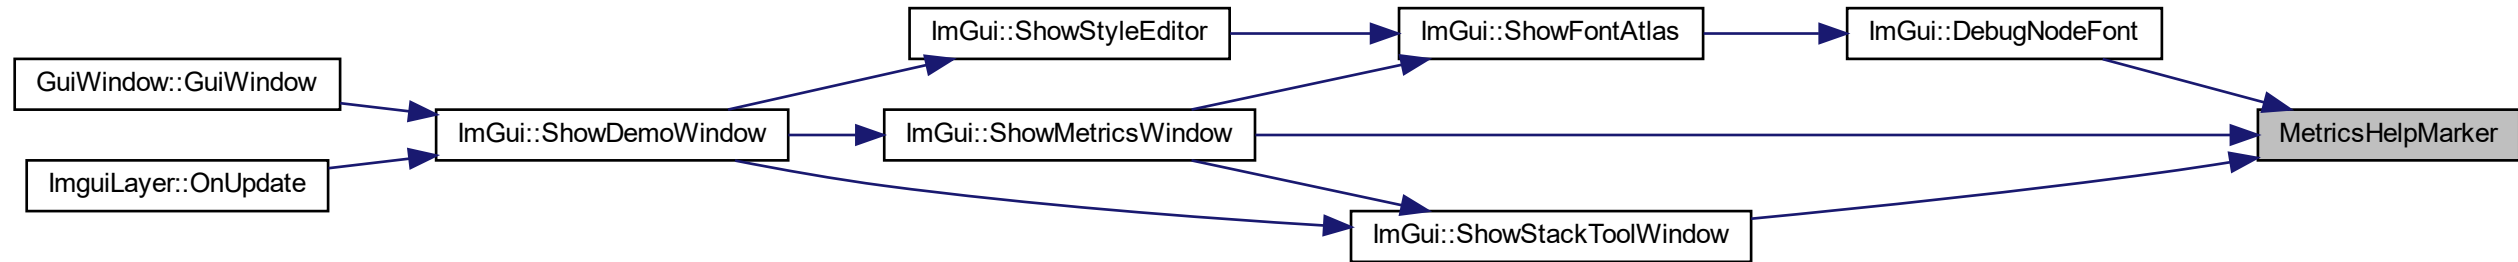 ImGui::ShowStyleEditor
ImGui::ShowFontAtlas
ImGui::DebugNodeFont
GuiWindow::GuiWindow
ImGui::ShowDemoWindow
ImGui::ShowMetricsWindow
MetricsHelpMarker
ImguiLayer::OnUpdate
ImGui::ShowStackToolWindow